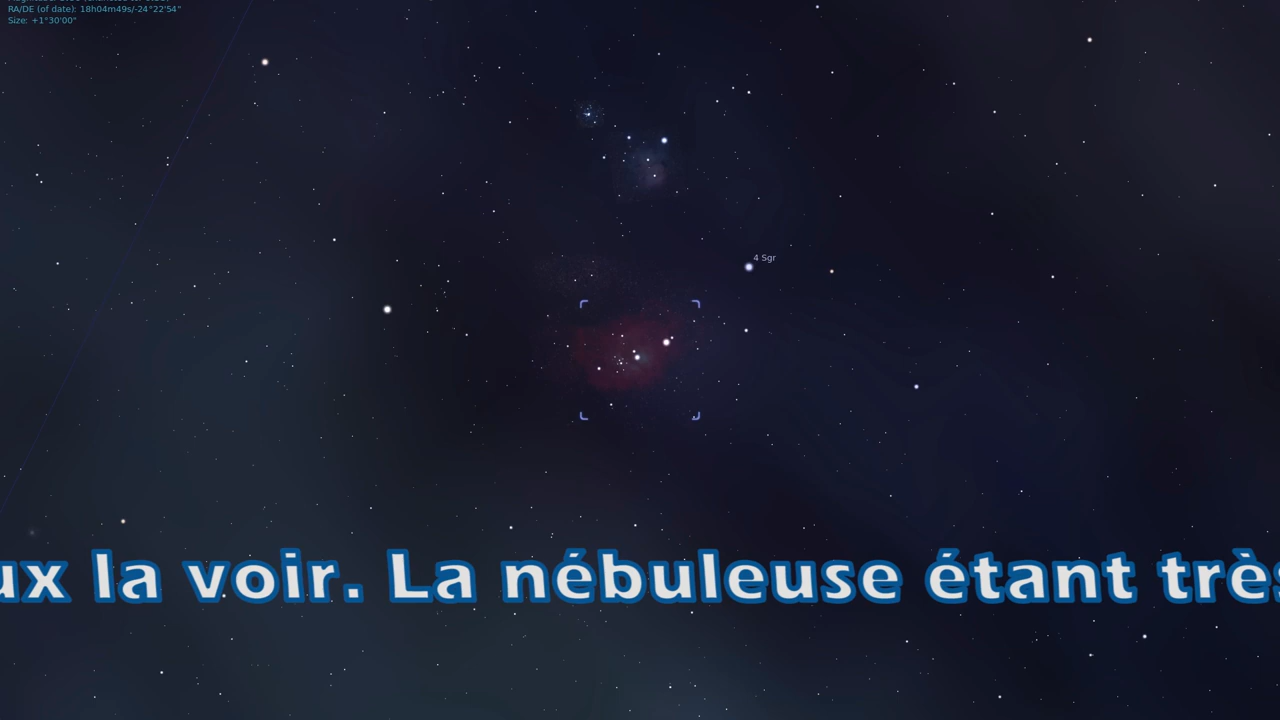 RA/DE (of date): 18h04m49s/-24°22'54"
Size: +1°30'00"
4 Sgr
ux la voir. La nébuleuse étant très